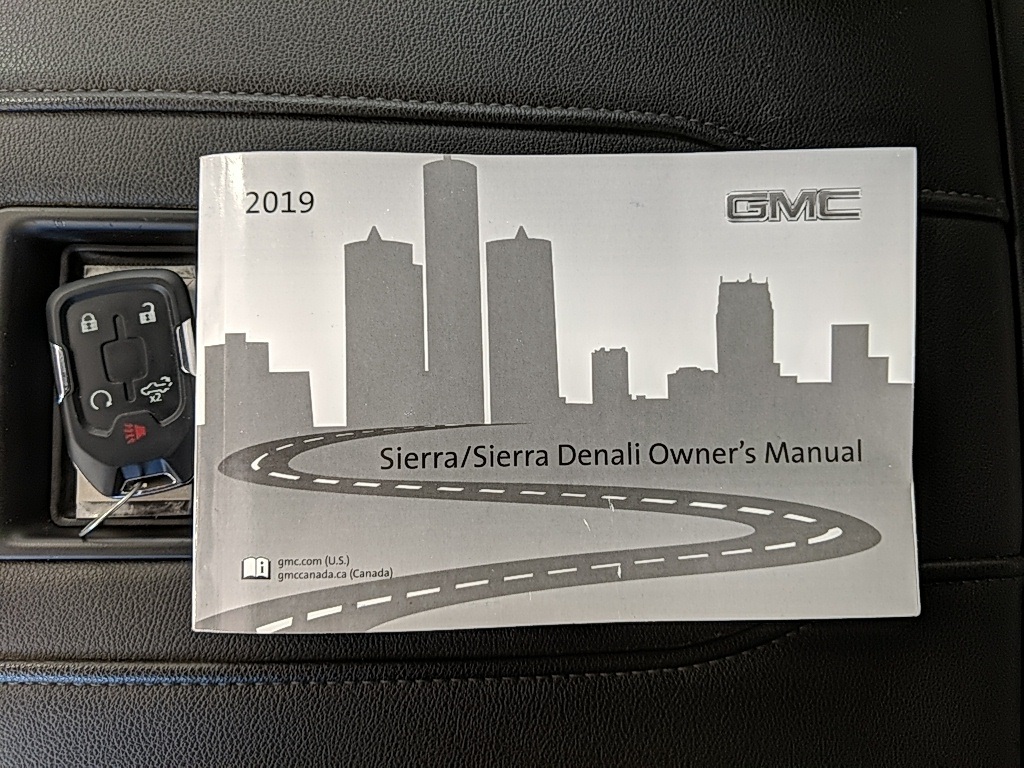 2019
GMC
Sierra/Sierra Denali Owner's Manual
gmc.com (U.S.)
gmccanada.ca (Canada)
x2